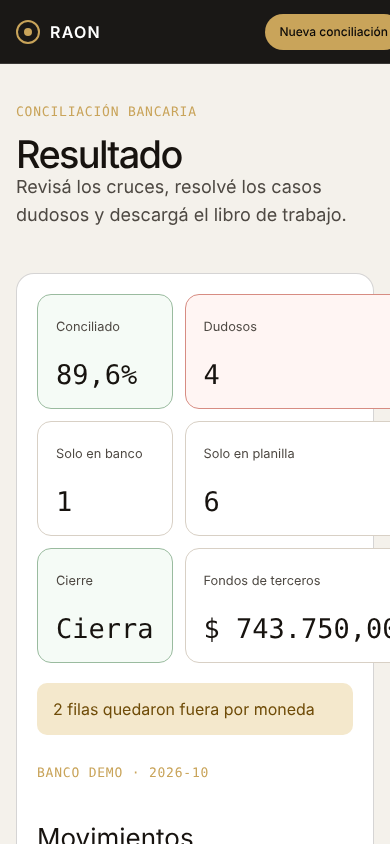 RAON
Nueva conciliación
CONCILIACIÓN BANCARIA
Resultado
Revisá los cruces, resolvé los casos
dudosos y descargá el libro de trabajo.
Conciliado
89,6%
Dudosos
4
Solo en banco
1
Solo en planilla
6
Cierre
Cierra
Fondos de terceros
$ 743.750,00
2 filas quedaron fuera por moneda
BANCO DEMO · 2026-10
Movimientos